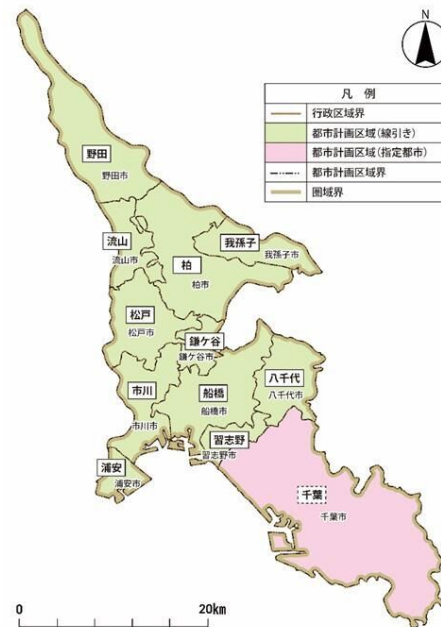 N
凡 例
行政区域界
都市計画区域(線引き)
都市計画区域(指定都市)
都市計画区域界
圏域界
野田
野田市
流山
流山市
柏
柏市
我孫子
我孫子市
松戸
松戸市
鎌ケ谷
鎌ケ谷市
市川
市川市
船橋
船橋市
八千代
八千代市
習志野
習志野市
浦安
浦安市
千葉
千葉市
0 20km